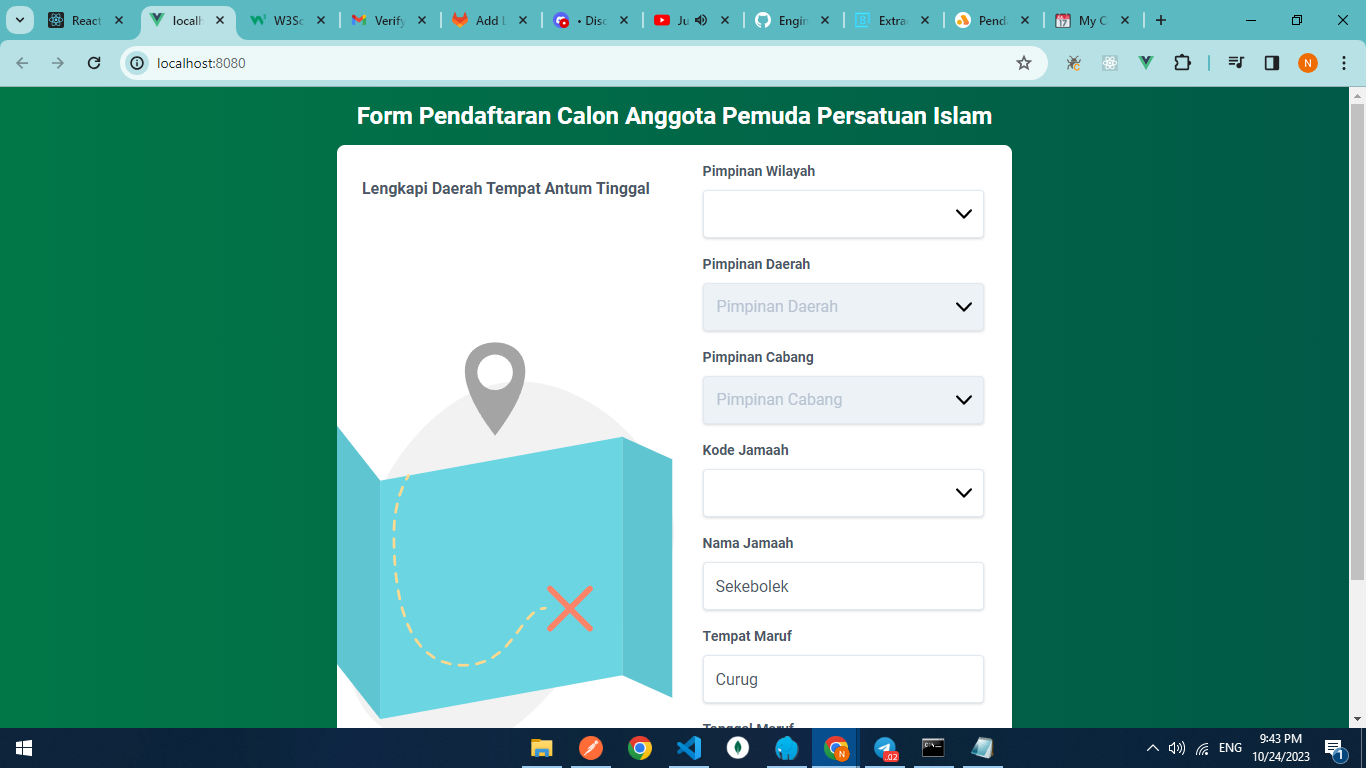 React
localh
W3Sc
Verify
Add L
• Disc
Ju
Engin
Extra
Pend
My C
localhost:8080
N
Form Pendaftaran Calon Anggota Pemuda Persatuan Islam
Lengkapi Daerah Tempat Antum Tinggal
Pimpinan Wilayah
Pimpinan Daerah
Pimpinan Daerah
Pimpinan Cabang
Pimpinan Cabang
Kode Jamaah
Nama Jamaah
Sekebolek
Tempat Maruf
Curug
Tanggal Maruf
N
.02
ENG
9:43 PM
10/24/2023
1